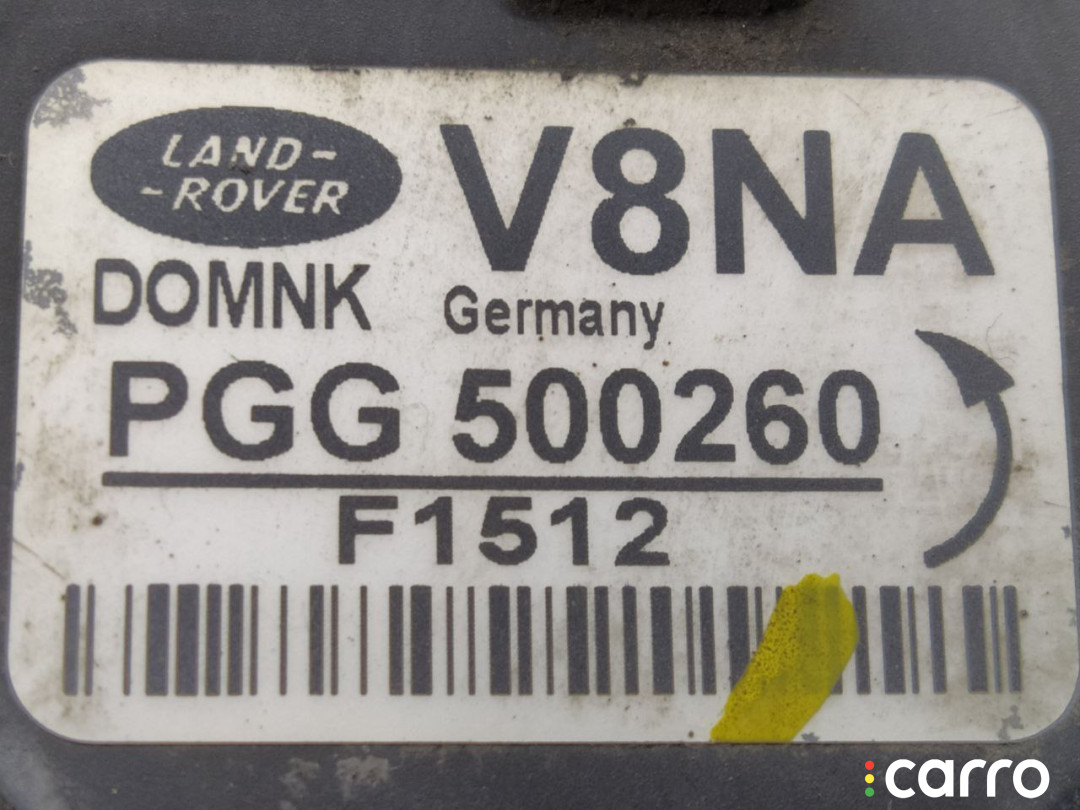 LAND-
-ROVER
V8NA
DOMNK
Germany
PGG 500260
F1512
carro